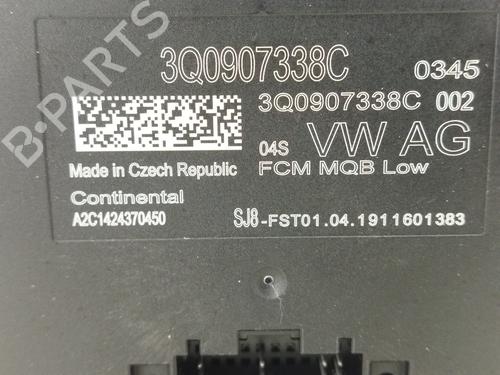 3Q0907338C 0345
3Q0907338C 002
04S VW AG
Made in Czech Republic FCM MQB Low
Continental
A2C1424370450 SJ8-FST01.04.1911601383
B-PARTS